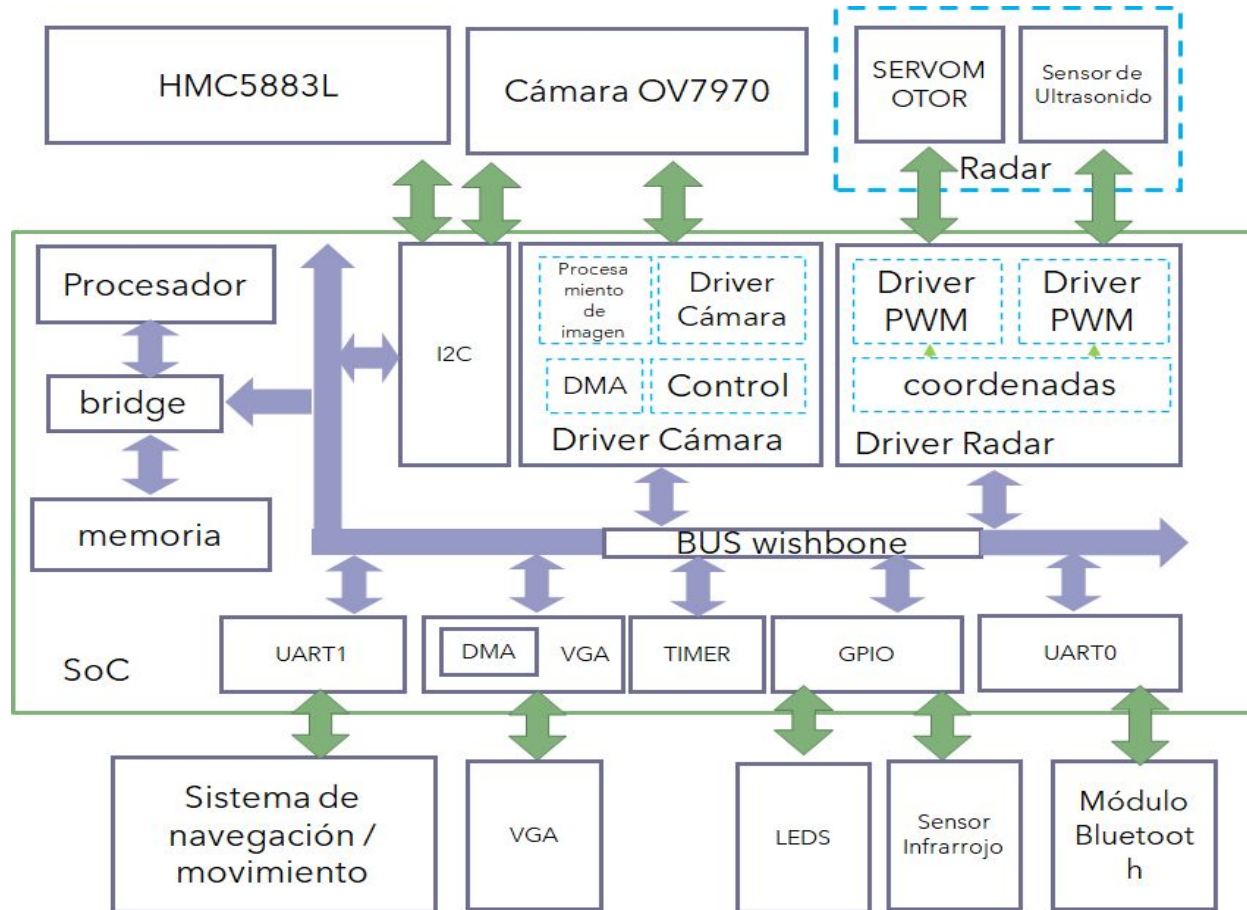 HMC5883L
Cámara OV7970
SERVOM
OTOR
Sensor de
Ultrasonido
Radar
Procesador
bridge
memoria
I2C
Procesa
miento
de
imagen
Driver
Cámara
DMA
Control
Driver Cámara
Driver
PWM
Driver
PWM
coordenadas
Driver Radar
BUS wishbone
SoC
UART1
DMA
VGA
TIMER
GPIO
UART0
Sistema de
navegación /
movimiento
VGA
LEDS
Sensor
Infrarrojo
Módulo
Bluetoot
h